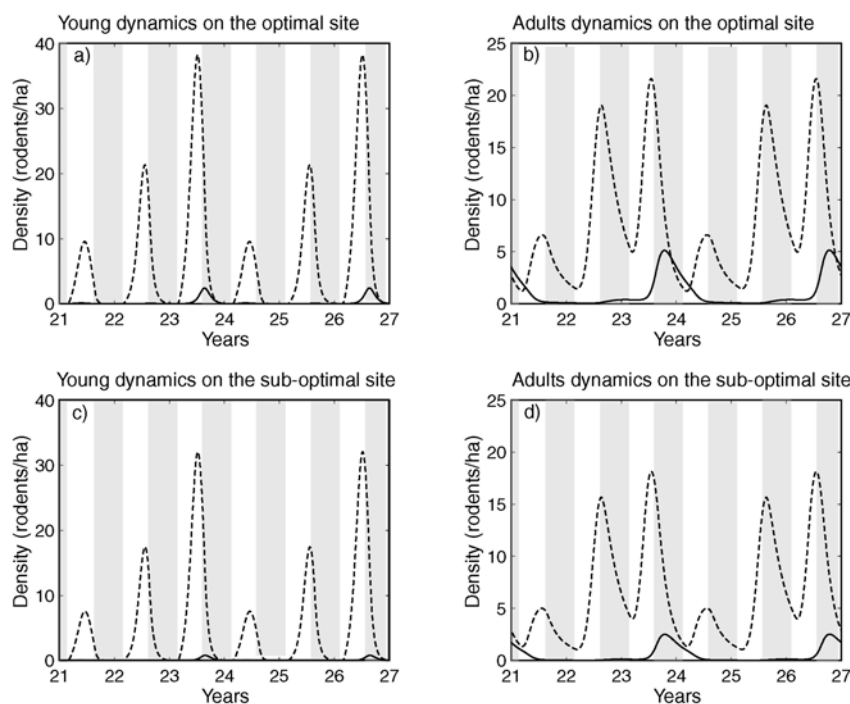 Young dynamics on the optimal site
a)
40
30
20
10
0
Density (rodents/ha)
21 22 23 24 25 26 27
Years
Adults dynamics on the optimal site
b)
25
20
15
10
5
0
Density (rodents/ha)
21 22 23 24 25 26 27
Years
Young dynamics on the sub-optimal site
c)
40
30
20
10
0
Density (rodents/ha)
21 22 23 24 25 26 27
Years
Adults dynamics on the sub-optimal site
d)
25
20
15
10
5
0
Density (rodents/ha)
21 22 23 24 25 26 27
Years